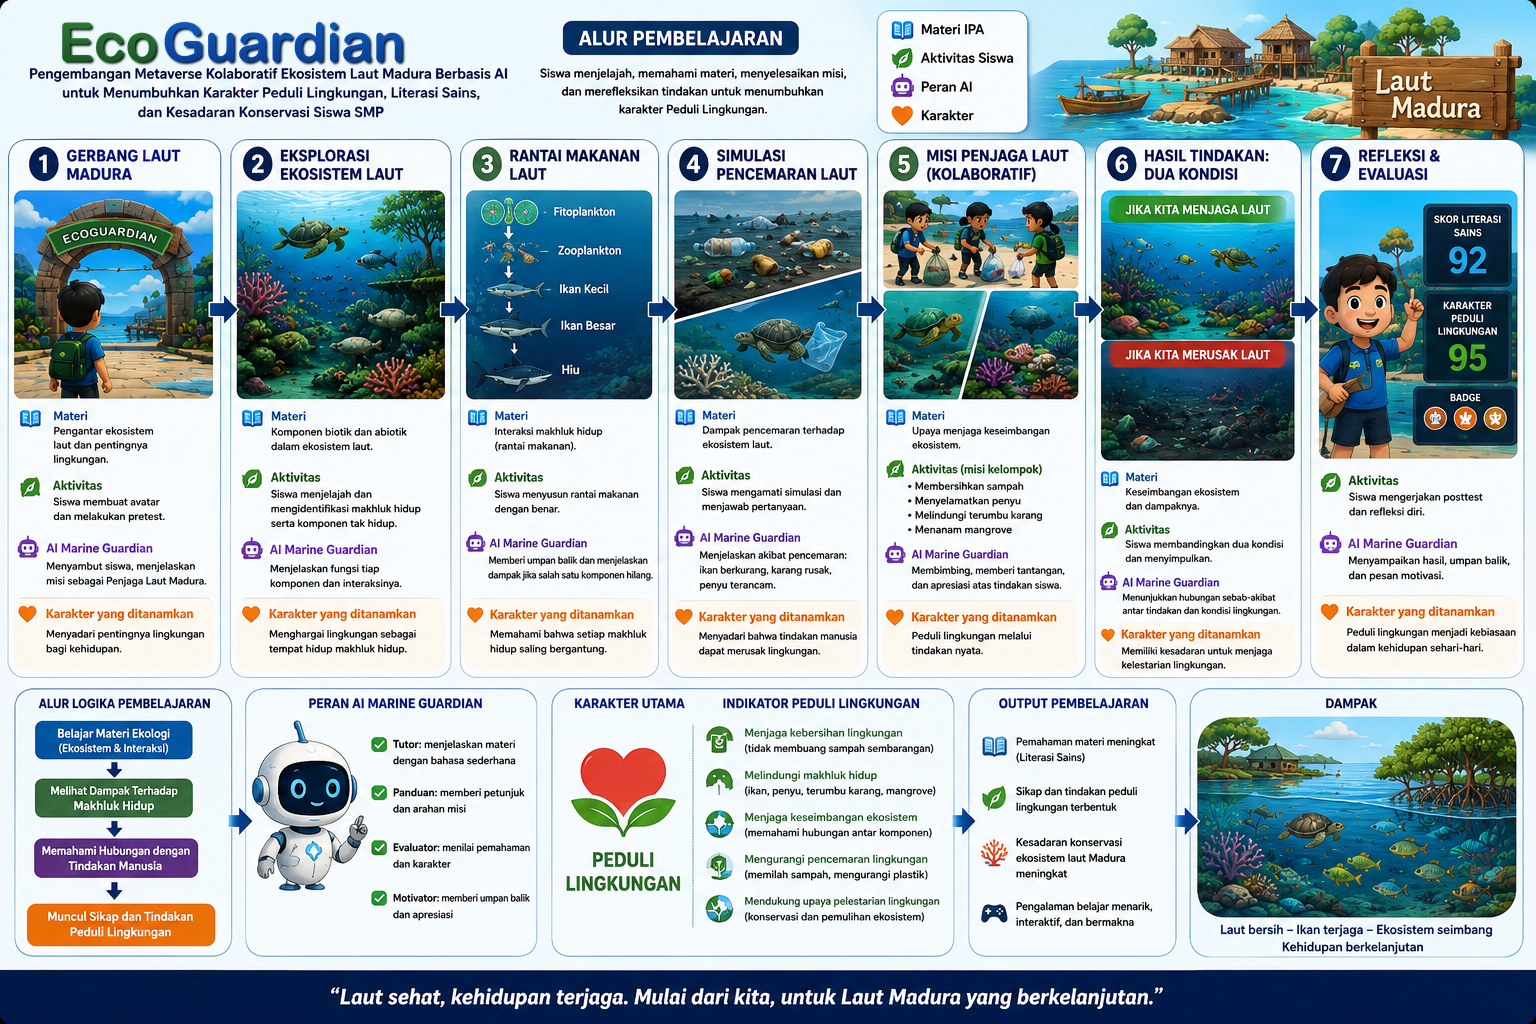 EcoGuardian
Pengembangan Metaverse Kolaboratif Ekosistem Laut Madura Berbasis AI
untuk Menumbuhkan Karakter Peduli Lingkungan, Literasi Sains,
dan Kesadaran Konservasi Siswa SMP
ALUR PEMBELAJARAN
Siswa menjelajah, memahami materi, menyelesaikan misi,
dan merefleksikan tindakan untuk menumbuhkan
karakter Peduli Lingkungan.
Materi IPA
Aktivitas Siswa
Peran AI
Karakter
Laut
Madura
1 GERBANG LAUT
MADURA
ECOGUARDIAN
Materi
Pengantar ekosistem
laut dan pentingnya
lingkungan.
Aktivitas
Siswa membuat avatar
dan melakukan pretest.
AI Marine Guardian
Menyambut siswa, menjelaskan
misi sebagai Penjaga Laut Madura.
Karakter yang ditanamkan
Menyadari pentingnya lingkungan
bagi kehidupan.
2 EKSPLORASI
EKOSISTEM LAUT
Materi
Komponen biotik dan abiotik
dalam ekosistem laut.
Aktivitas
Siswa menjelajah dan
mengidentifikasi makhluk hidup
serta komponen tak hidup.
AI Marine Guardian
Menjelaskan fungsi tiap
komponen dan interaksinya.
Karakter yang ditanamkan
Menghargai lingkungan sebagai
tempat hidup makhluk hidup.
3 RANTAI MAKANAN
LAUT
Fitoplankton
Zooplankton
Ikan Kecil
Ikan Besar
Hiu
Materi
Interaksi makhluk hidup
(rantai makanan).
Aktivitas
Siswa menyusun rantai makanan
dengan benar.
AI Marine Guardian
Memberi umpan balik dan menjelaskan
dampak jika salah satu komponen hilang.
Karakter yang ditanamkan
Memahami bahwa setiap makhluk
hidup saling bergantung.
4 SIMULASI
PENCEMARAN LAUT
Materi
Dampak pencemaran terhadap
ekosistem laut.
Aktivitas
Siswa mengamati simulasi dan
menjawab pertanyaan.
AI Marine Guardian
Menjelaskan akibat pencemaran:
ikan berkurang, karang rusak,
penyu terancam.
Karakter yang ditanamkan
Menyadari bahwa tindakan manusia
dapat merusak lingkungan.
5 MISI PENJAGA LAUT
(KOLABORATIF)
Materi
Upaya menjaga keseimbangan
ekosistem.
Aktivitas (misi kelompok)
• Membersihkan sampah
• Menyelamatkan penyu
• Melindungi terumbu karang
• Menanam mangrove
AI Marine Guardian
Membimbing, memberi tantangan,
dan apresiasi atas tindakan siswa.
Karakter yang ditanamkan
Peduli lingkungan melalui
tindakan nyata.
6 HASIL TINDAKAN:
DUA KONDISI
JIKA KITA MENJAGA LAUT
JIKA KITA MERUSAK LAUT
Materi
Keseimbangan ekosistem
dan dampaknya.
Aktivitas
Siswa membandingkan dua kondisi
dan menyimpulkan.
AI Marine Guardian
Menunjukkan hubungan sebab-akibat
antar tindakan dan kondisi lingkungan.
Karakter yang ditanamkan
Memiliki kesadaran untuk menjaga
kelestarian lingkungan.
7 REFLEKSI &
EVALUASI
SKOR LITERASI
SAINS
92
KARAKTER
PEDULI
LINGKUNGAN
95
BADGE
Aktivitas
Siswa mengerjakan posttest
dan refleksi diri.
AI Marine Guardian
Menyampaikan hasil, umpan balik,
dan pesan motivasi.
Karakter yang ditanamkan
Peduli lingkungan menjadi kebiasaan
dalam kehidupan sehari-hari.
ALUR LOGIKA PEMBELAJARAN
Belajar Materi Ekologi
(Ekosistem & Interaksi)
Melihat Dampak Terhadap
Makhluk Hidup
Memahami Hubungan dengan
Tindakan Manusia
Muncul Sikap dan Tindakan
Peduli Lingkungan
PERAN AI MARINE GUARDIAN
Tutor: menjelaskan materi
dengan bahasa sederhana
Panduan: memberi petunjuk
dan arahan misi
Evaluator: menilai pemahaman
dan karakter
Motivator: memberi umpan balik
dan apresiasi
KARAKTER UTAMA
PEDULI
LINGKUNGAN
INDIKATOR PEDULI LINGKUNGAN
Menjaga kebersihan lingkungan
(tidak membuang sampah sembarangan)
Melindungi makhluk hidup
(ikan, penyu, terumbu karang, mangrove)
Menjaga keseimbangan ekosistem
(memahami hubungan antar komponen)
Mengurangi pencemaran lingkungan
(memilah sampah, mengurangi plastik)
Mendukung upaya pelestarian lingkungan
(konservasi dan pemulihan ekosistem)
OUTPUT PEMBELAJARAN
Pemahaman materi meningkat
(Literasi Sains)
Sikap dan tindakan peduli
lingkungan terbentuk
Kesadaran konservasi
ekosistem laut Madura
meningkat
Pengalaman belajar menarik,
interaktif, dan bermakna
DAMPAK
Laut bersih – Ikan terjaga – Ekosistem seimbang
Kehidupan berkelanjutan
“Laut sehat, kehidupan terjaga. Mulai dari kita, untuk Laut Madura yang berkelanjutan.”